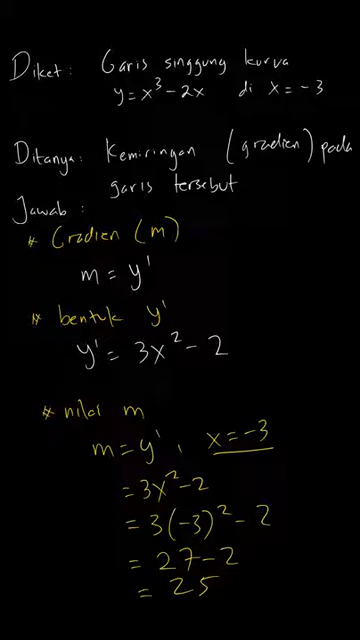 Diket: Garis singgung kurva
y = x³ - 2x di x = -3
Ditanya: Kemiringan (gradien) pada
garis tersebut
Jawab:
* Gradien (m)
m = y'
* bentuk y'
y' = 3x² - 2
* nilai m
m = y', x = -3
= 3x² - 2
= 3(-3)² - 2
= 27 - 2
= 25